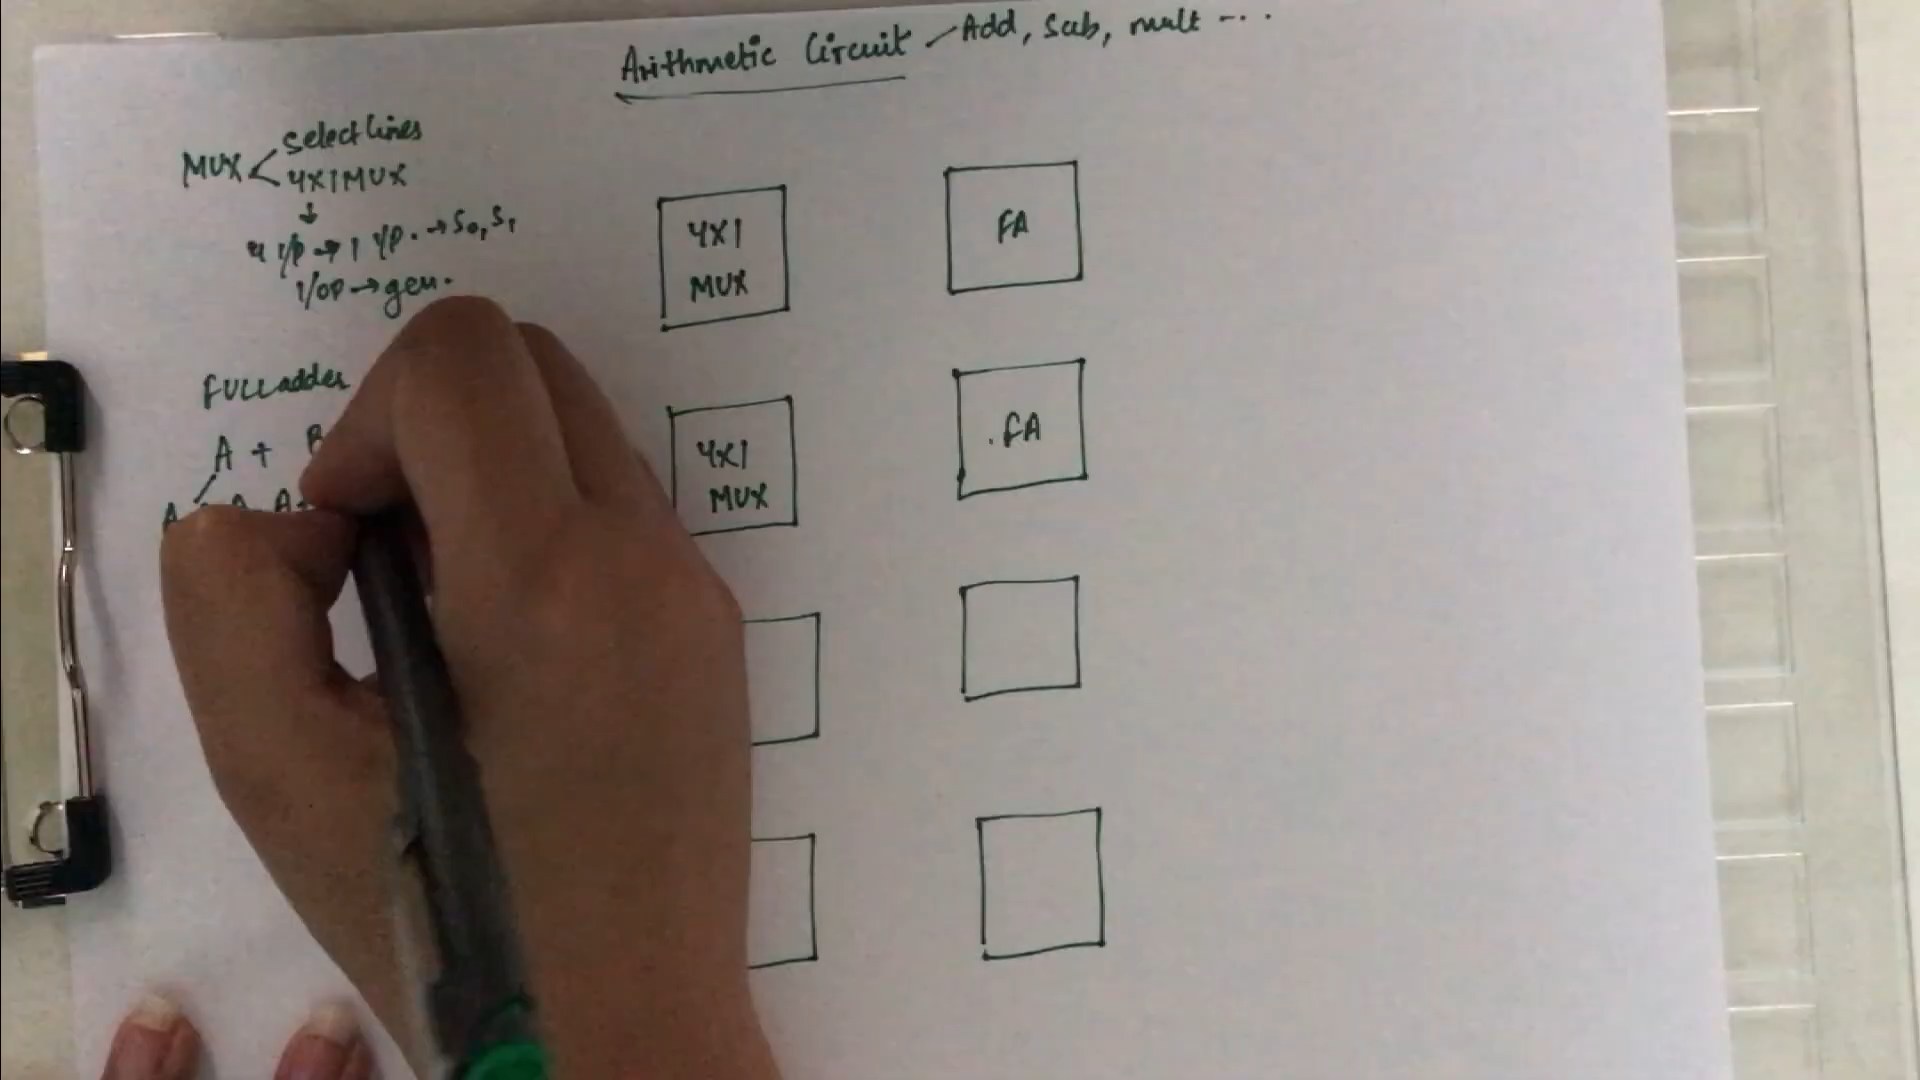 Arithmetic Circuit – Add, Sub, mult - - . .
MUX < Select lines
4X1 MUX
↓
4 i/p → 1 i/p. → S0, S1
1/op → gen.
FULL adder
A + B
4X1
MUX
FA
4X1
MUX
.FA